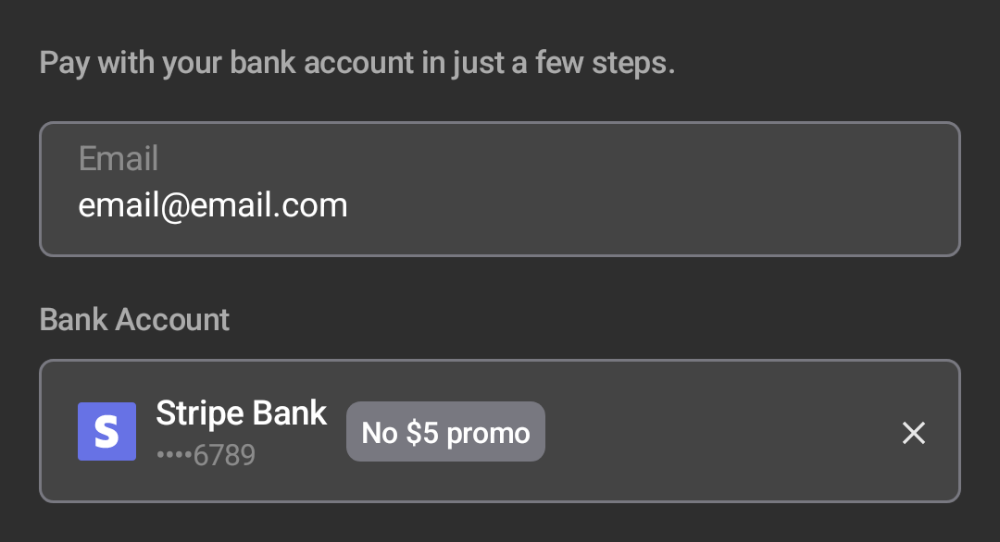 Pay with your bank account in just a few steps.
Email
email@email.com
Bank Account
S
Stripe Bank
No $5 promo
••••6789